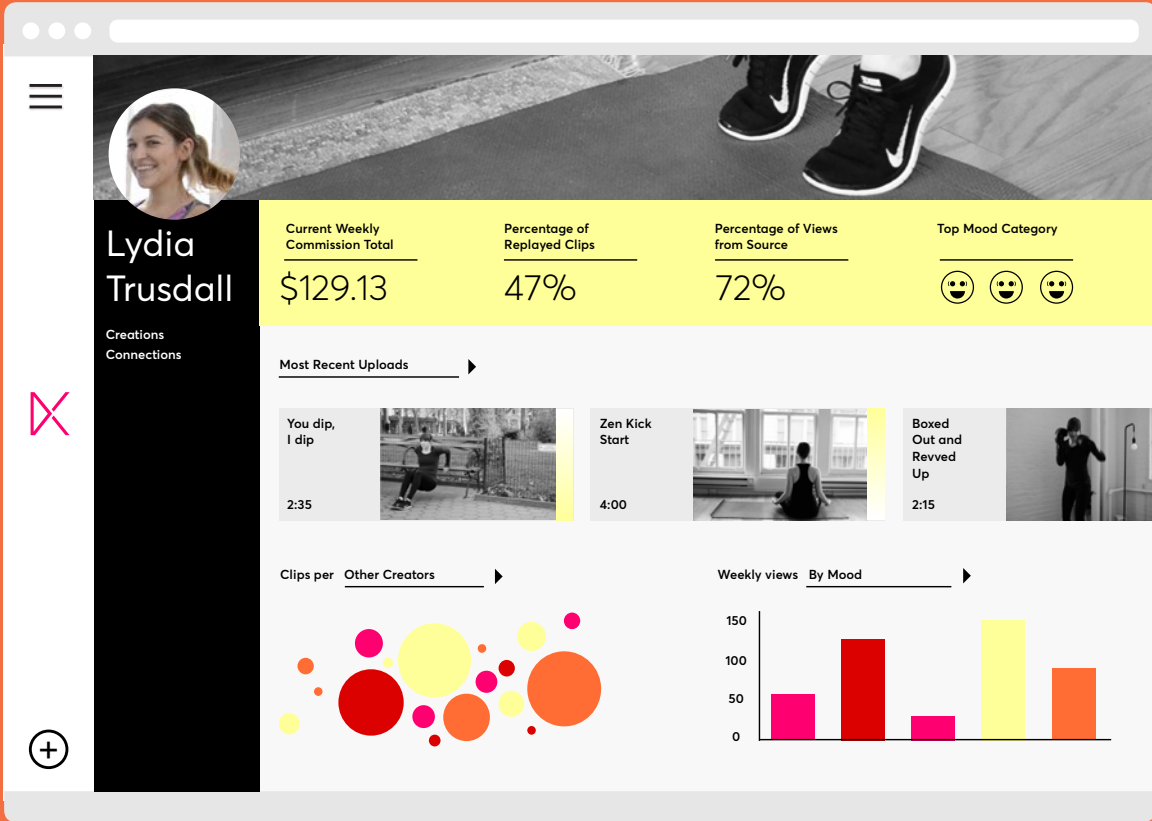 Lydia
Trusdall
Creations
Connections
Current Weekly
Commission Total
$129.13
Percentage of
Replayed Clips
47%
Percentage of Views
from Source
72%
Top Mood Category
Most Recent Uploads
You dip,
I dip
2:35
Zen Kick
Start
4:00
Boxed
Out and
Revved
Up
2:15
Clips per Other Creators
Weekly views By Mood
150
100
50
0